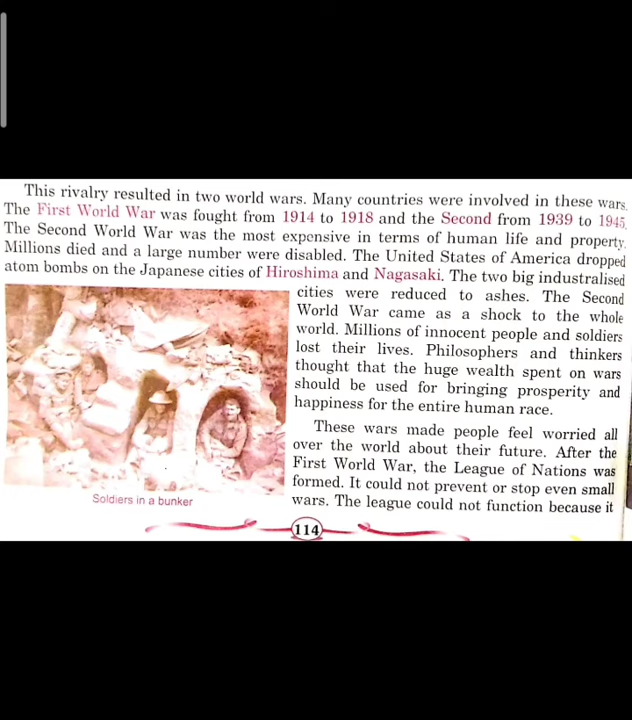 This rivalry resulted in two world wars. Many countries were involved in these wars.
The First World War was fought from 1914 to 1918 and the Second from 1939 to 1945.
The Second World War was the most expensive in terms of human life and property.
Millions died and a large number were disabled. The United States of America dropped
atom bombs on the Japanese cities of Hiroshima and Nagasaki. The two big industralised
cities were reduced to ashes. The Second
World War came as a shock to the whole
world. Millions of innocent people and soldiers
lost their lives. Philosophers and thinkers
thought that the huge wealth spent on wars
should be used for bringing prosperity and
happiness for the entire human race.
These wars made people feel worried all
over the world about their future. After the
First World War, the League of Nations was
formed. It could not prevent or stop even small
wars. The league could not function because it
Soldiers in a bunker
114